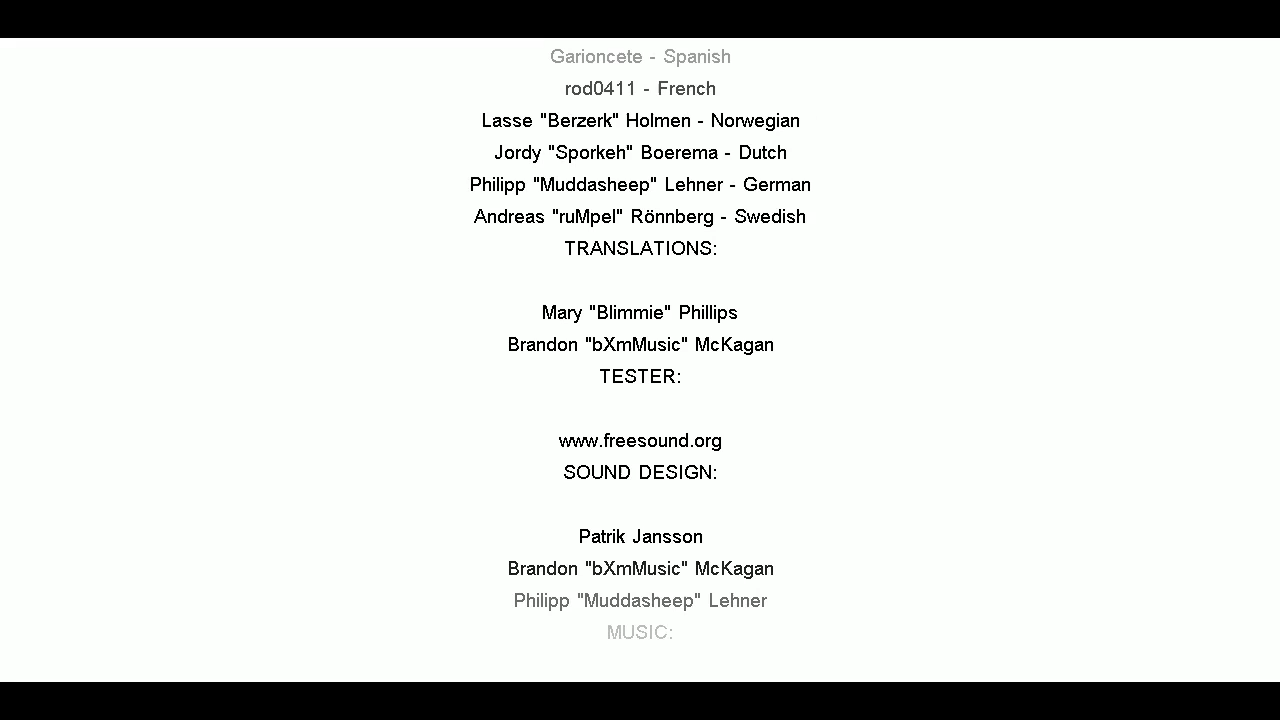 Garioncete - Spanish
rod0411 - French
Lasse "Berzerk" Holmen - Norwegian
Jordy "Sporkeh" Boerema - Dutch
Philipp "Muddasheep" Lehner - German
Andreas "ruMpel" Rönnberg - Swedish
TRANSLATIONS:
Mary "Blimmie" Phillips
Brandon "bXmMusic" McKagan
TESTER:
www.freesound.org
SOUND DESIGN:
Patrik Jansson
Brandon "bXmMusic" McKagan
Philipp "Muddasheep" Lehner
MUSIC: